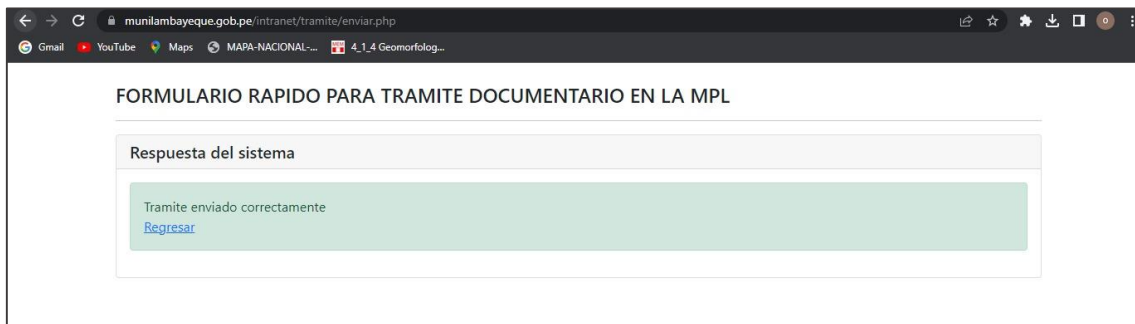 munilambayeque.gob.pe/intranet/tramite/enviar.php
Gmail YouTube Maps MAPA-NACIONAL-... 4_1_4 Geomorfolog...
FORMULARIO RAPIDO PARA TRAMITE DOCUMENTARIO EN LA MPL
Respuesta del sistema
Tramite enviado correctamente
Regresar